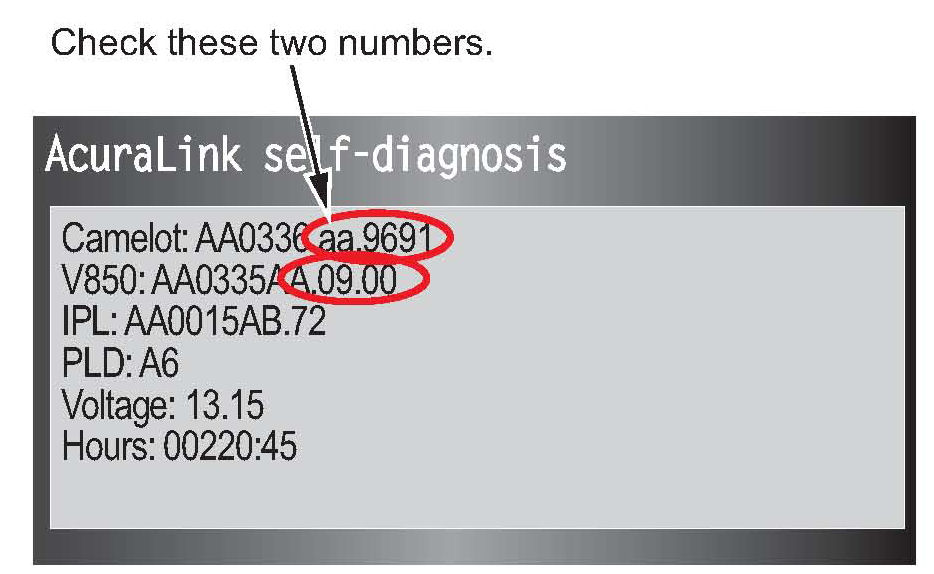 Check these two numbers.
AcuraLink self-diagnosis
Camelot: AA0336 aa.9691
V850: AA0335AA.09.00
IPL: AA0015AB.72
PLD: A6
Voltage: 13.15
Hours: 00220:45